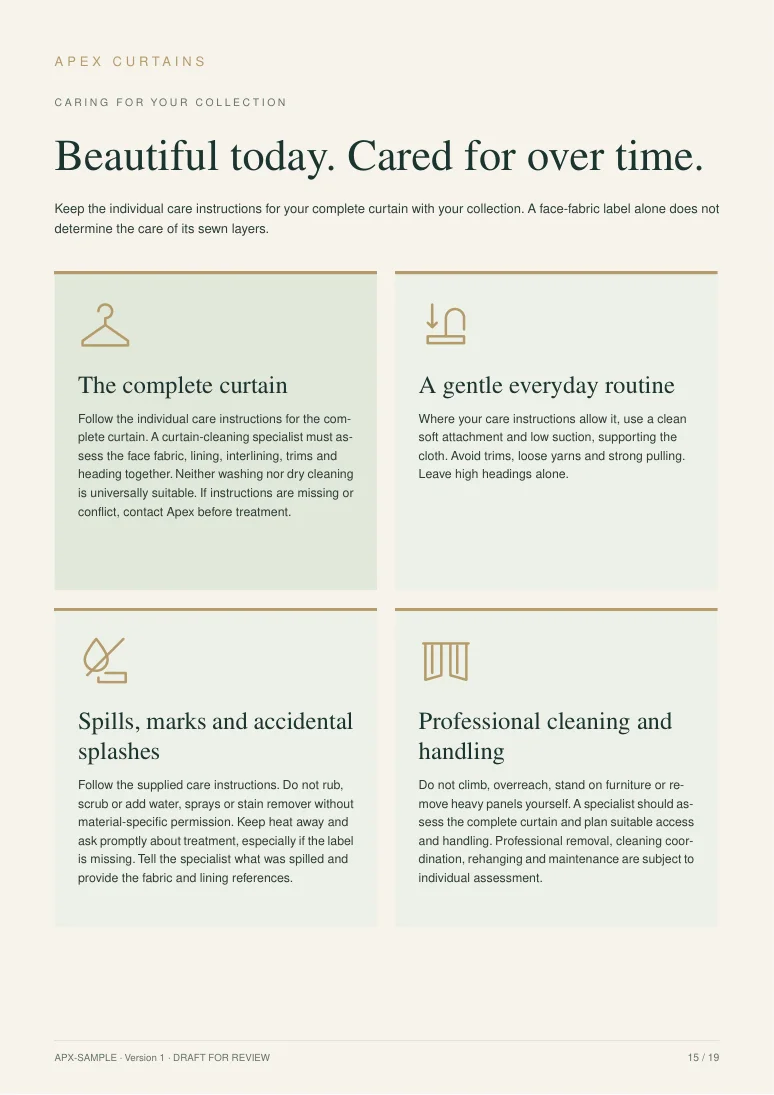 APEX CURTAINS
CARING FOR YOUR COLLECTION
Beautiful today. Cared for over time.
Keep the individual care instructions for your complete curtain with your collection. A face-fabric label alone does not
determine the care of its sewn layers.
The complete curtain
Follow the individual care instructions for the com-
plete curtain. A curtain-cleaning specialist must as-
sess the face fabric, lining, interlining, trims and
heading together. Neither washing nor dry cleaning
is universally suitable. If instructions are missing or
conflict, contact Apex before treatment.
A gentle everyday routine
Where your care instructions allow it, use a clean
soft attachment and low suction, supporting the
cloth. Avoid trims, loose yarns and strong pulling.
Leave high headings alone.
Spills, marks and accidental
splashes
Follow the supplied care instructions. Do not rub,
scrub or add water, sprays or stain remover without
material-specific permission. Keep heat away and
ask promptly about treatment, especially if the label
is missing. Tell the specialist what was spilled and
provide the fabric and lining references.
Professional cleaning and
handling
Do not climb, overreach, stand on furniture or re-
move heavy panels yourself. A specialist should as-
sess the complete curtain and plan suitable access
and handling. Professional removal, cleaning coor-
dination, rehanging and maintenance are subject to
individual assessment.
APX-SAMPLE · Version 1 · DRAFT FOR REVIEW
15 / 19